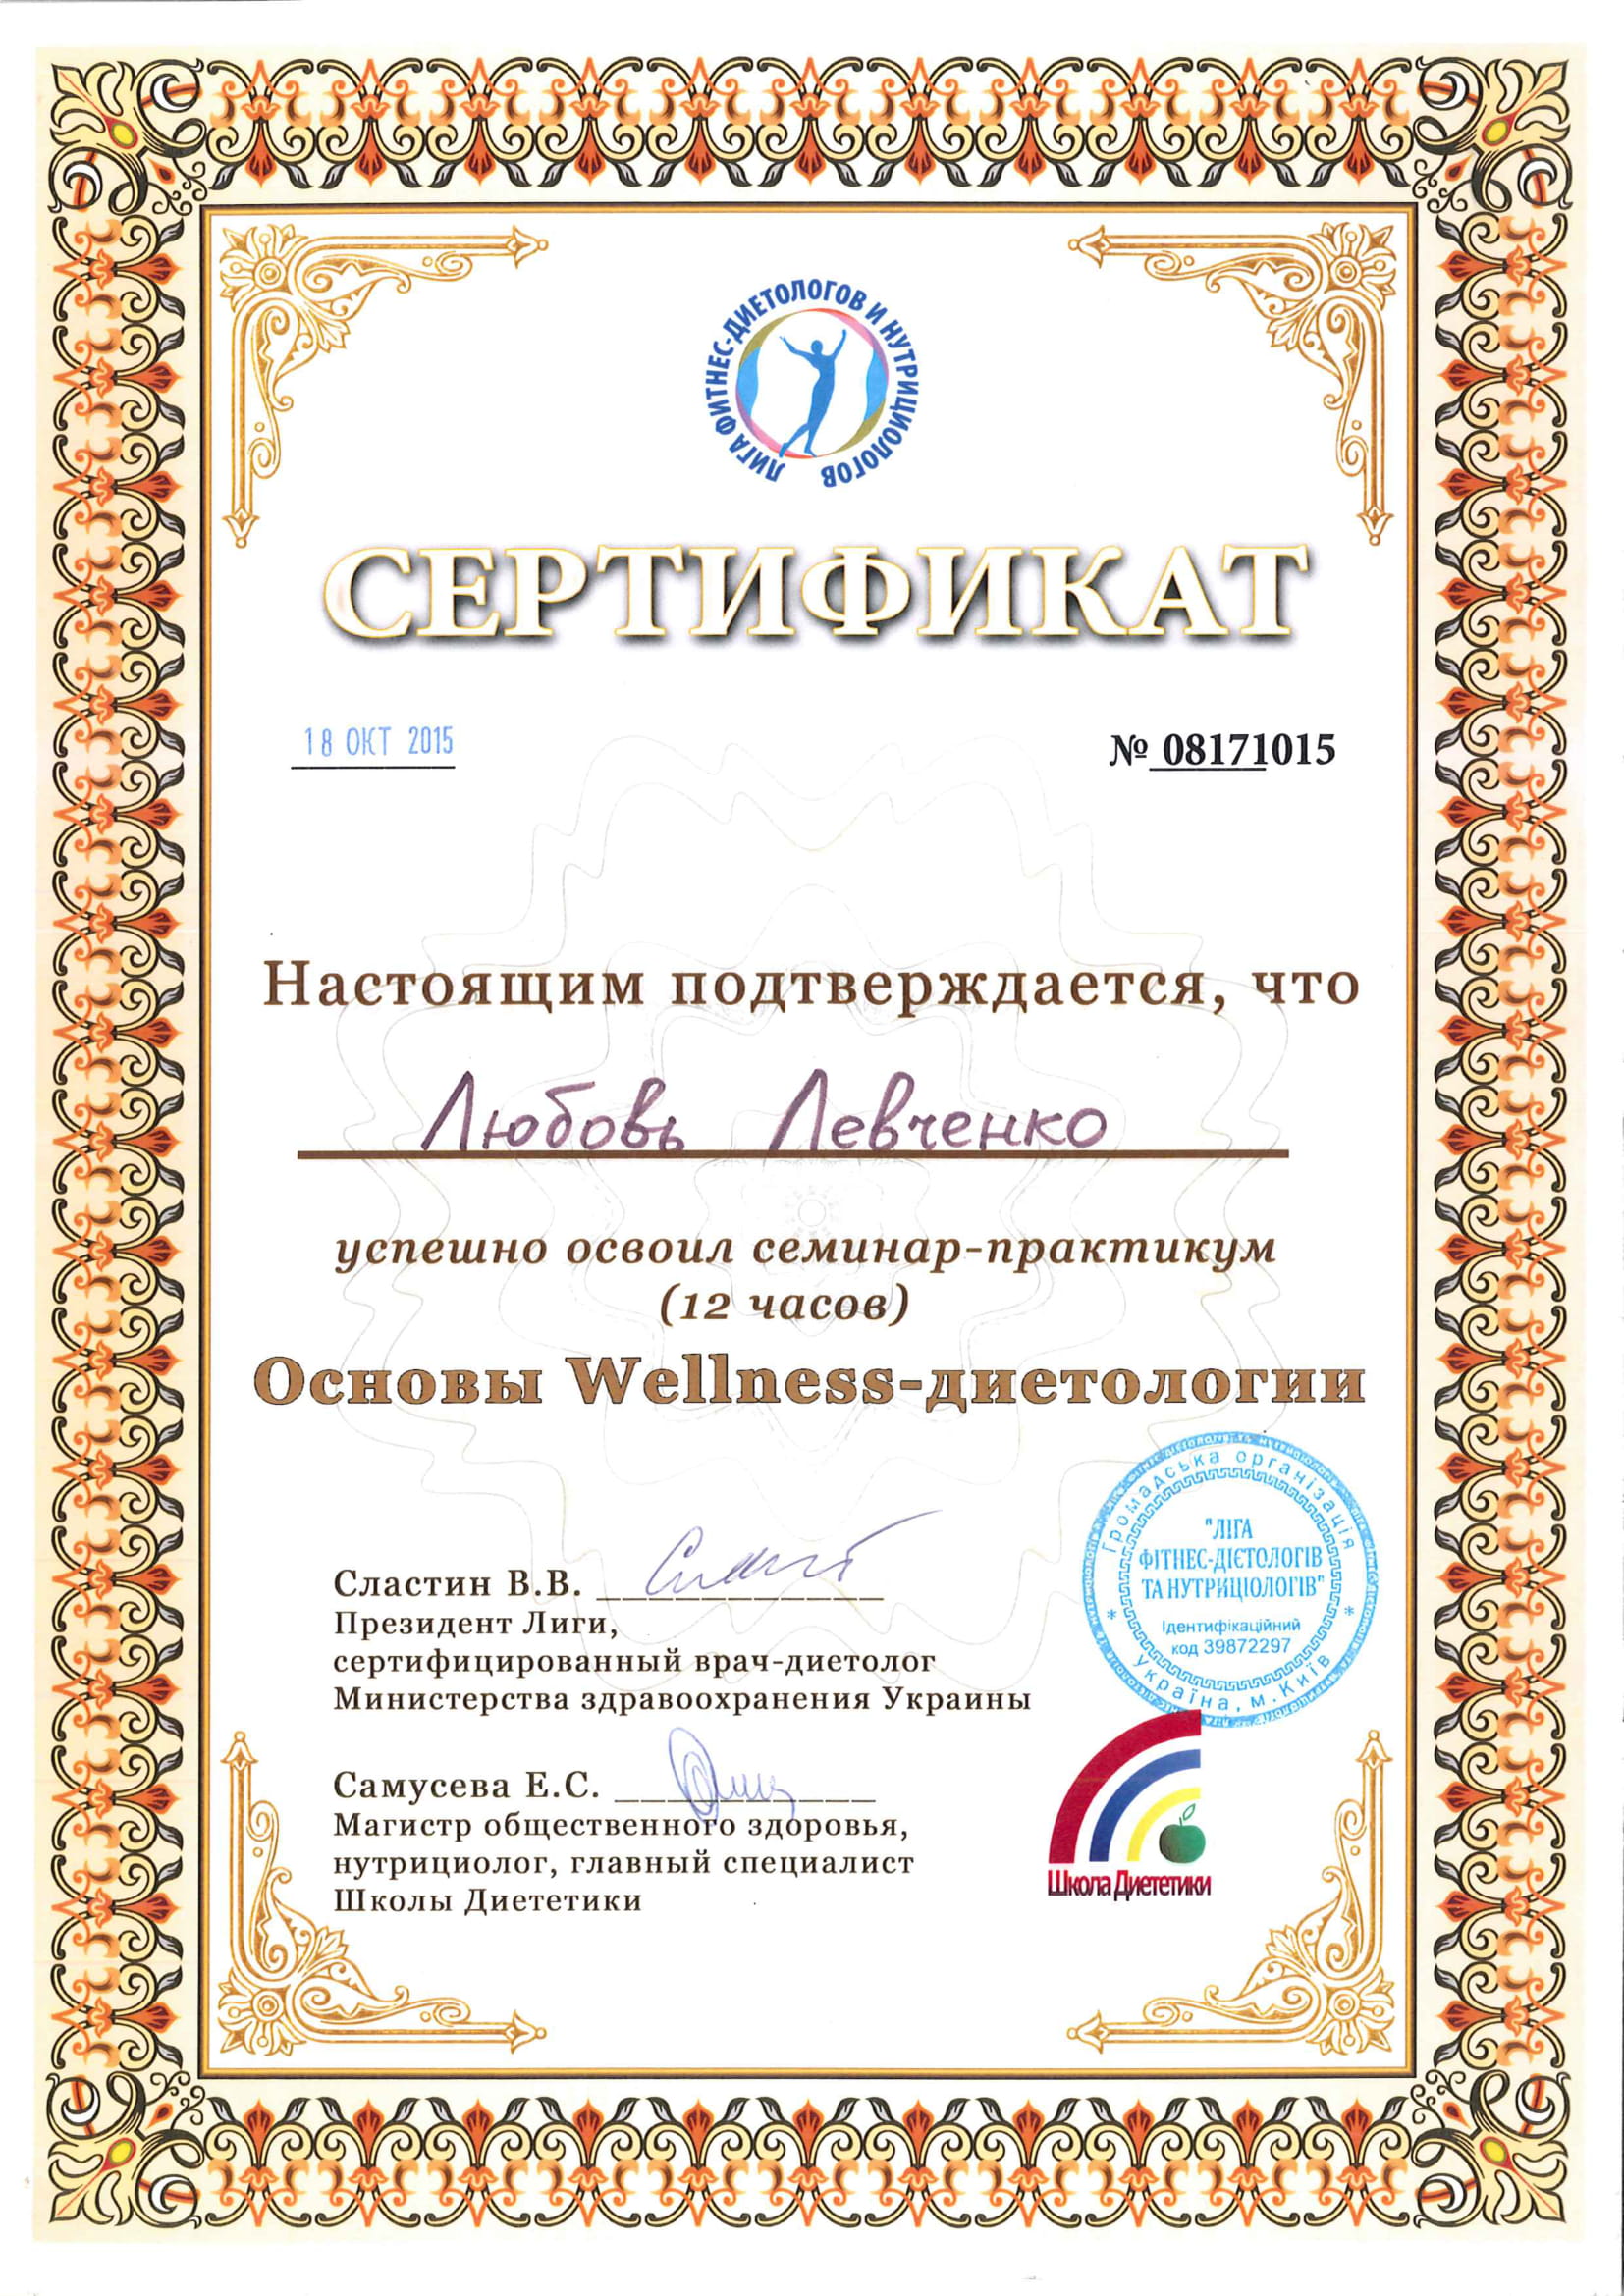 ЛИГА ФИТНЕС-ДИЕТОЛОГОВ И НУТРИЦИОЛОГОВ
СЕРТИФИКАТ
18 ОКТ 2015
№ 08171015
Настоящим подтверждается, что
Любовь Левченко
успешно освоил семинар-практикум
(12 часов)
Основы Wellness-диетологии
Громадська організація
"ЛІГА
ФІТНЕС-ДІЄТОЛОГІВ
ТА НУТРИЦІОЛОГІВ"
Ідентифікаційний
код 39872297
* Україна, м. Київ *
Сластин В.В. ___________
Президент Лиги,
сертифицированный врач-диетолог
Министерства здравоохранения Украины
Самусева Е.С. __________
Магистр общественного здоровья,
нутрициолог, главный специалист
Школы Диететики
Школа Диететики